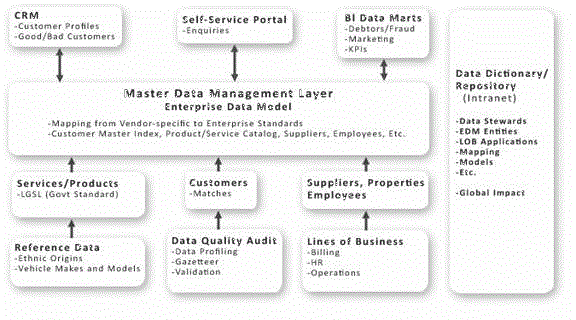 CRM
-Customer Profiles
-Good/Bad Customers
Self-Service Portal
-Enquiries
BI Data Marts
-Debtors/Fraud
-Marketing
-KPIs
Master Data Management Layer
Enterprise Data Model
-Mapping from Vendor-specific to Enterprise Standards
-Customer Master Index, Product/Service Catalog, Suppliers, Employees, Etc.
Services/Products
-LGSL (Govt Standard)
Customers
-Matches
Suppliers, Properties
Employees
Reference Data
-Ethnic Origins
-Vehicle Makes and Models
Data Quality Audit
-Data Profiling
-Gazetteer
-Validation
Lines of Business
-Billing
-HR
-Operations
Data Dictionary/
Repository
(Intranet)
-Data Stewards
-EDM Entities
-LOB Applications
-Mapping
-Models
-Etc.
-Global Impact